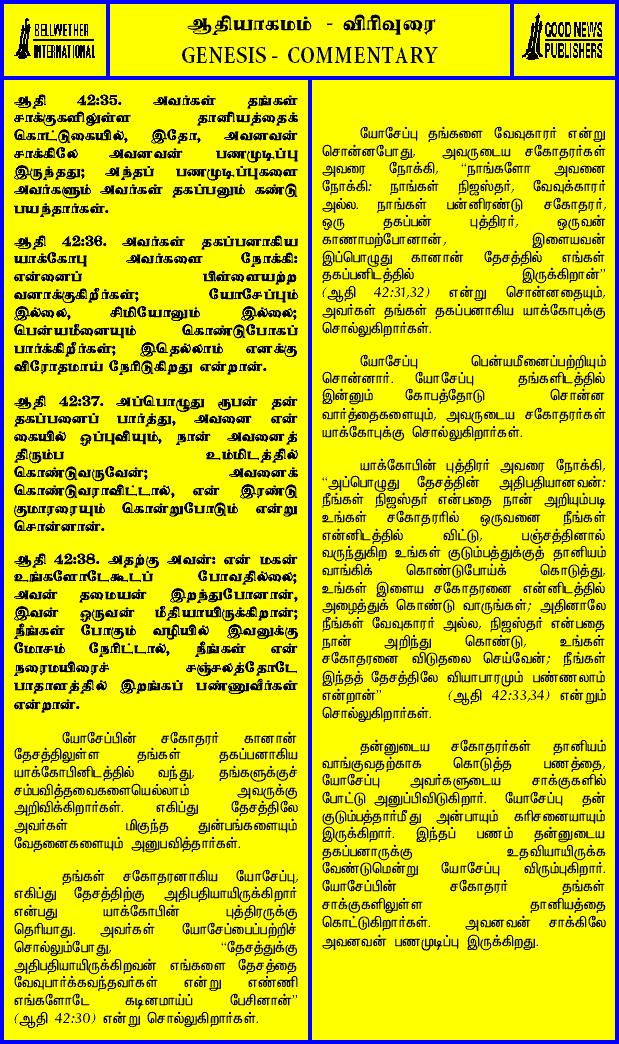 BELLWETHER
INTERNATIONAL
ஆதியாகமம் - விரிவுரை
GENESIS - COMMENTARY
GOOD NEWS
PUBLISHERS
ஆதி 42:35. அவர்கள் தங்கள்
சாக்குகளிலுள்ள தானியத்தைக்
கொட்டுகையில், இதோ, அவனவன்
சாக்கிலே அவனவன் பணமுடிப்பு
இருந்தது; அந்தப் பணமுடிப்புகளை
அவர்களும் அவர்கள் தகப்பனும் கண்டு
பயந்தார்கள்.
ஆதி 42:36. அவர்கள் தகப்பனாகிய
யாக்கோபு அவர்களை நோக்கி:
என்னைப் பிள்ளையற்ற
வனாக்குகிறீர்கள்; யோசேப்பும்
இல்லை, சிமியோனும் இல்லை;
பென்யமீனையும் கொண்டுபோகப்
பார்க்கிறீர்கள்; இதெல்லாம் எனக்கு
விரோதமாய் நேரிடுகிறது என்றான்.
ஆதி 42:37. அப்பொழுது ரூபன் தன்
தகப்பனைப் பார்த்து, அவனை என்
கையில் ஒப்புவியும், நான் அவனைத்
திரும்ப உம்மிடத்தில்
கொண்டுவருவேன்; அவனைக்
கொண்டுவராவிட்டால், என் இரண்டு
குமாரரையும் கொன்றுபோடும் என்று
சொன்னான்.
ஆதி 42:38. அதற்கு அவன்: என் மகன்
உங்களோடேகூடப் போவதில்லை;
அவன் தமையன் இறந்துபோனான்,
இவன் ஒருவன் மீதியாயிருக்கிறான்;
நீங்கள் போகும் வழியில் இவனுக்கு
மோசம் நேரிட்டால், நீங்கள் என்
நரைமயிரைச் சஞ்சலத்தோடே
பாதாளத்தில் இறங்கப் பண்ணுவீர்கள்
என்றான்.
யோசேப்பின் சகோதரர் கானான்
தேசத்திலுள்ள தங்கள் தகப்பனாகிய
யாக்கோபினிடத்தில் வந்து, தங்களுக்குச்
சம்பவித்தவைகளையெல்லாம் அவருக்கு
அறிவிக்கிறார்கள். எகிப்து தேசத்திலே
அவர்கள் மிகுந்த துன்பங்களையும்
வேதனைகளையும் அனுபவித்தார்கள்.
தங்கள் சகோதரனாகிய யோசேப்பு,
எகிப்து தேசத்திற்கு அதிபதியாயிருக்கிறார்
என்பது யாக்கோபின் புத்திரருக்கு
தெரியாது. அவர்கள் யோசேப்பைப்பற்றிச்
சொல்லும்போது, "தேசத்துக்கு
அதிபதியாயிருக்கிறவன் எங்களை தேசத்தை
வேவுபார்க்கவந்தவர்கள் என்று எண்ணி
எங்களோடே கடினமாய்ப் பேசினான்"
(ஆதி 42:30) என்று சொல்லுகிறார்கள்.
யோசேப்பு தங்களை வேவுகாரர் என்று
சொன்னபோது, அவருடைய சகோதரர்கள்
அவரை நோக்கி, "நாங்களோ அவனை
நோக்கி: நாங்கள் நிஜஸ்தர், வேவுக்காரர்
அல்ல. நாங்கள் பன்னிரண்டு சகோதரர்,
ஒரு தகப்பன் புத்திரர், ஒருவன்
காணாமற்போனான், இளையவன்
இப்பொழுது கானான் தேசத்தில் எங்கள்
தகப்பனிடத்தில் இருக்கிறான்"
(ஆதி 42:31,32) என்று சொன்னதையும்,
அவர்கள் தங்கள் தகப்பனாகிய யாக்கோபுக்கு
சொல்லுகிறார்கள்.
யோசேப்பு பென்யமீனைப்பற்றியும்
சொன்னார். யோசேப்பு தங்களிடத்தில்
இன்னும் கோபத்தோடு சொன்ன
வார்த்தைகளையும், அவருடைய சகோதரர்கள்
யாக்கோபுக்கு சொல்லுகிறார்கள்.
யாக்கோபின் புத்திரர் அவரை நோக்கி,
"அப்பொழுது தேசத்தின் அதிபதியானவன்:
நீங்கள் நிஜஸ்தர் என்பதை நான் அறியும்படி
உங்கள் சகோதரரில் ஒருவனை நீங்கள்
என்னிடத்தில் விட்டு, பஞ்சத்தினால்
வருந்துகிற உங்கள் குடும்பத்துக்குத் தானியம்
வாங்கிக் கொண்டுபோய்க் கொடுத்து,
உங்கள் இளைய சகோதரனை என்னிடத்தில்
அழைத்துக் கொண்டு வாருங்கள்; அதினாலே
நீங்கள் வேவுகாரர் அல்ல, நிஜஸ்தர் என்பதை
நான் அறிந்து கொண்டு, உங்கள்
சகோதரனை விடுதலை செய்வேன்; நீங்கள்
இந்தத் தேசத்திலே வியாபாரமும் பண்ணலாம்
என்றான்" (ஆதி 42:33,34) என்றும்
சொல்லுகிறார்கள்.
தன்னுடைய சகோதரர்கள் தானியம்
வாங்குவதற்காக கொடுத்த பணத்தை,
யோசேப்பு அவர்களுடைய சாக்குகளில்
போட்டு அனுப்பிவிடுகிறார். யோசேப்பு தன்
குடும்பத்தார்மீது அன்பாயும் கரிசனையாயும்
இருக்கிறார். இந்தப் பணம் தன்னுடைய
தகப்பனாருக்கு உதவியாயிருக்க
வேண்டுமென்று யோசேப்பு விரும்புகிறார்.
யோசேப்பின் சகோதரர் தங்கள்
சாக்குகளிலுள்ள தானியத்தை
கொட்டுகிறார்கள். அவனவன் சாக்கிலே
அவனவன் பணமுடிப்பு இருக்கிறது.